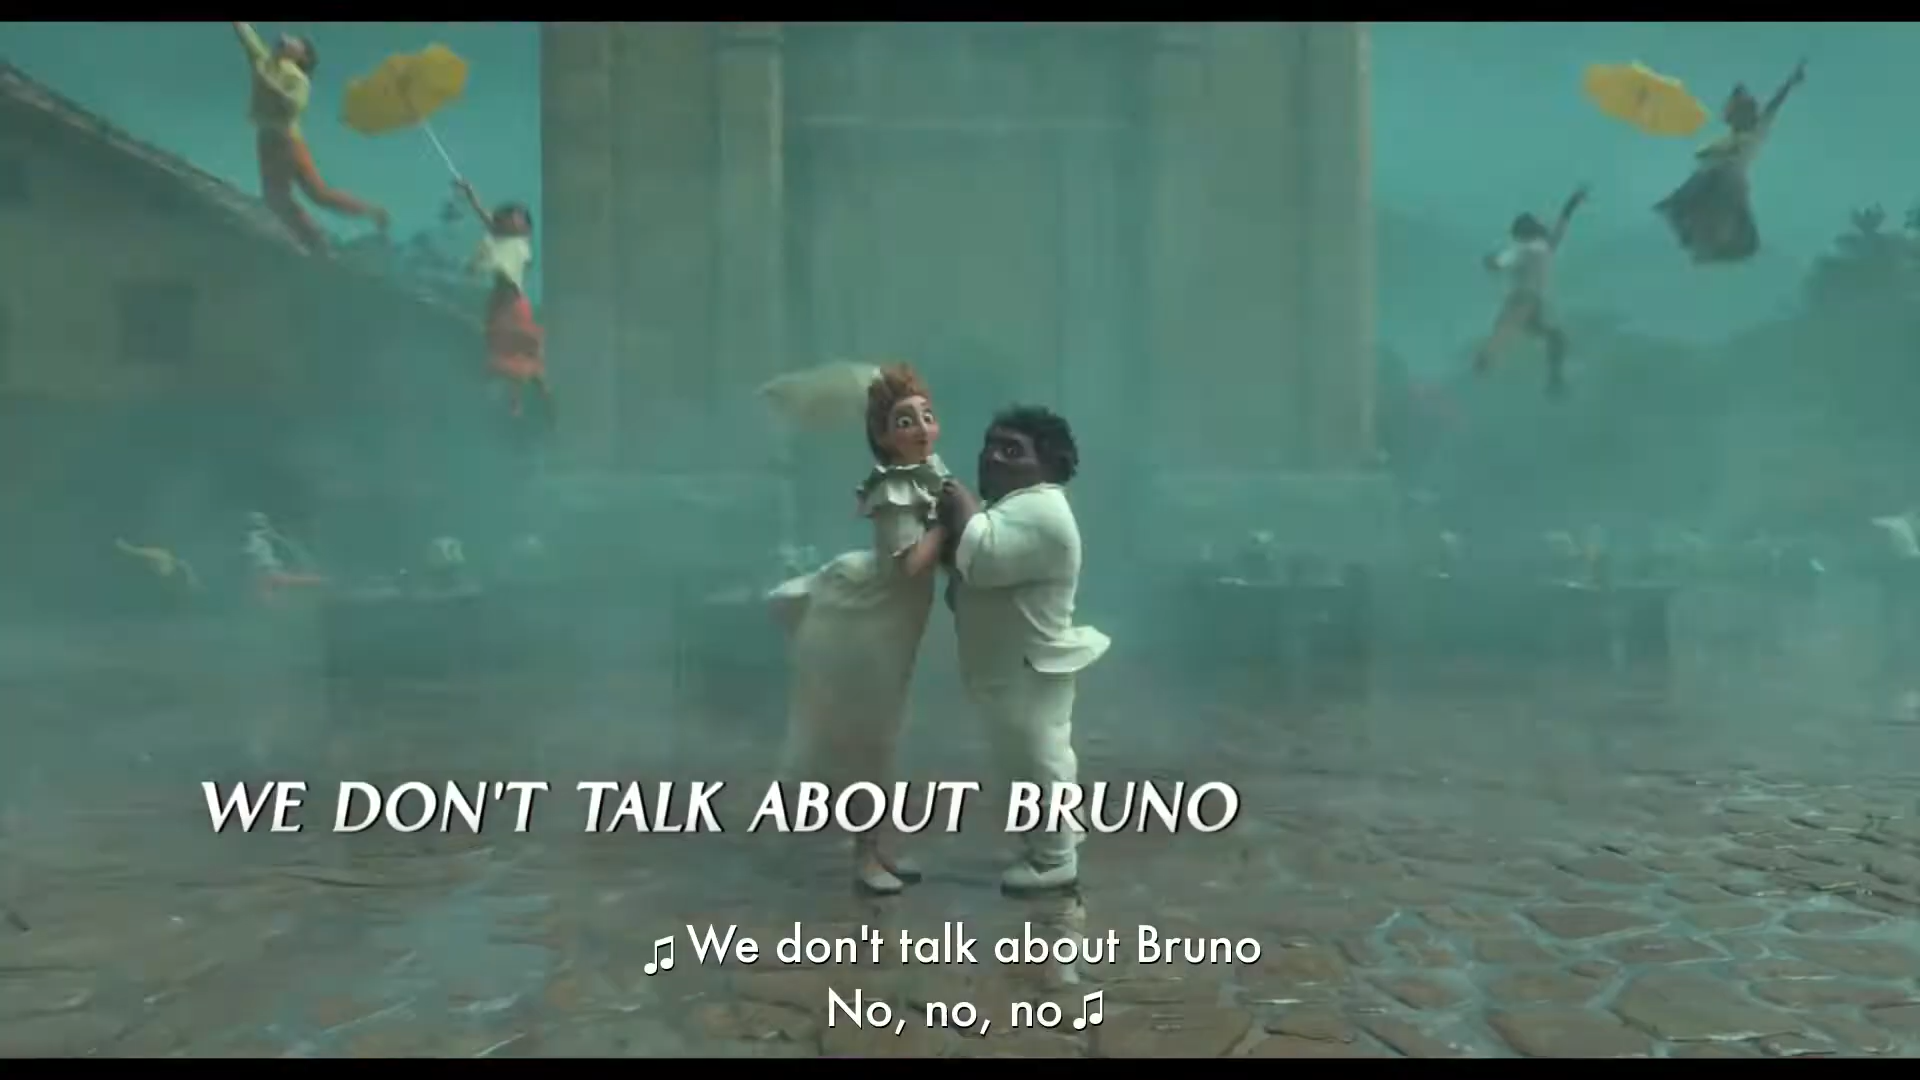 WE DON'T TALK ABOUT BRUNO
♫ We don't talk about Bruno
No, no, no ♫